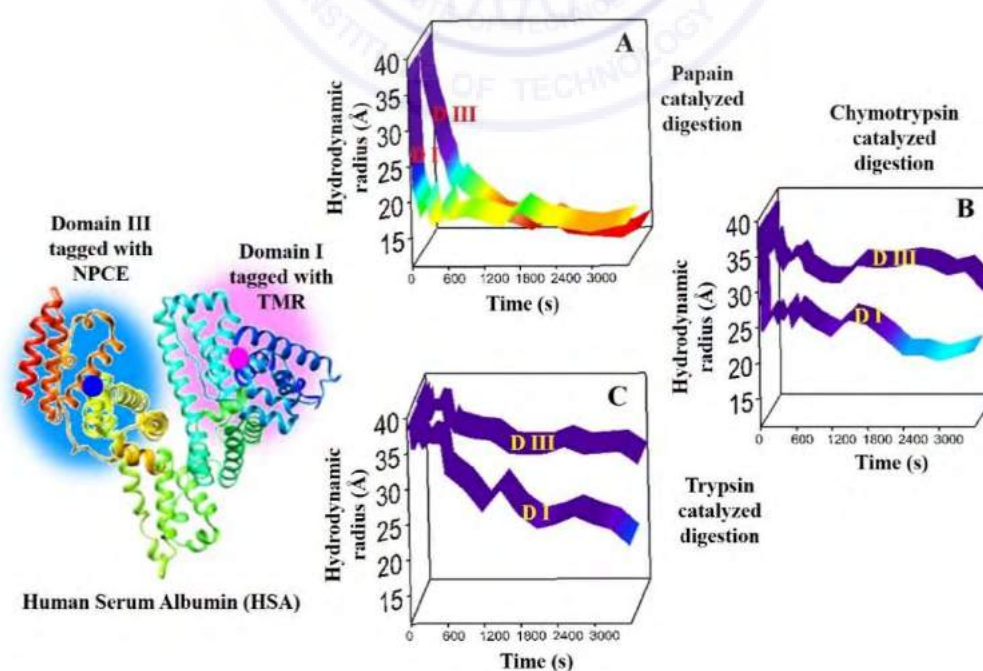 INSTITUTE OF TECHNOLOGY
A
40
35
30
25
20
15
Hydrodynamic
radius (Å)
D III
D I
0 600 1200 1800 2400 3000
Time (s)
Papain
catalyzed
digestion
Chymotrypsin
catalyzed
digestion
B
40
35
30
25
20
15
Hydrodynamic
radius (Å)
D III
D I
0 600 1200 1800 2400 3000
Time (s)
Domain III
tagged with
NPCE
Domain I
tagged with
TMR
Human Serum Albumin (HSA)
C
40
35
30
25
20
15
Hydrodynamic
radius (Å)
D III
D I
0 600 1200 1800 2400 3000
Time (s)
Trypsin
catalyzed
digestion